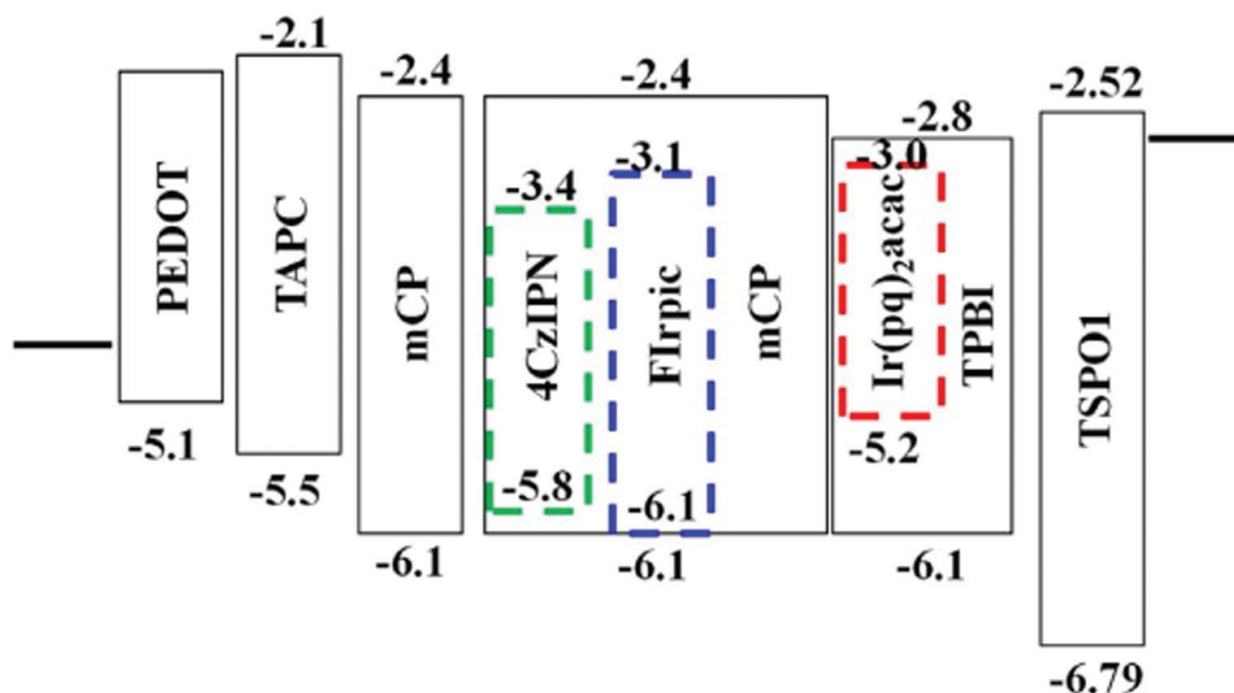 -2.1
-2.4
-2.4
-2.52
-2.8
-3.1
-3.0
-3.4
PEDOT
TAPC
mCP
4CzIPN
FIrpic
mCP
Ir(pq)₂acac
TPBI
TSPO1
-5.1
-5.5
-5.8
-6.1
-5.2
-6.1
-6.1
-6.1
-6.79